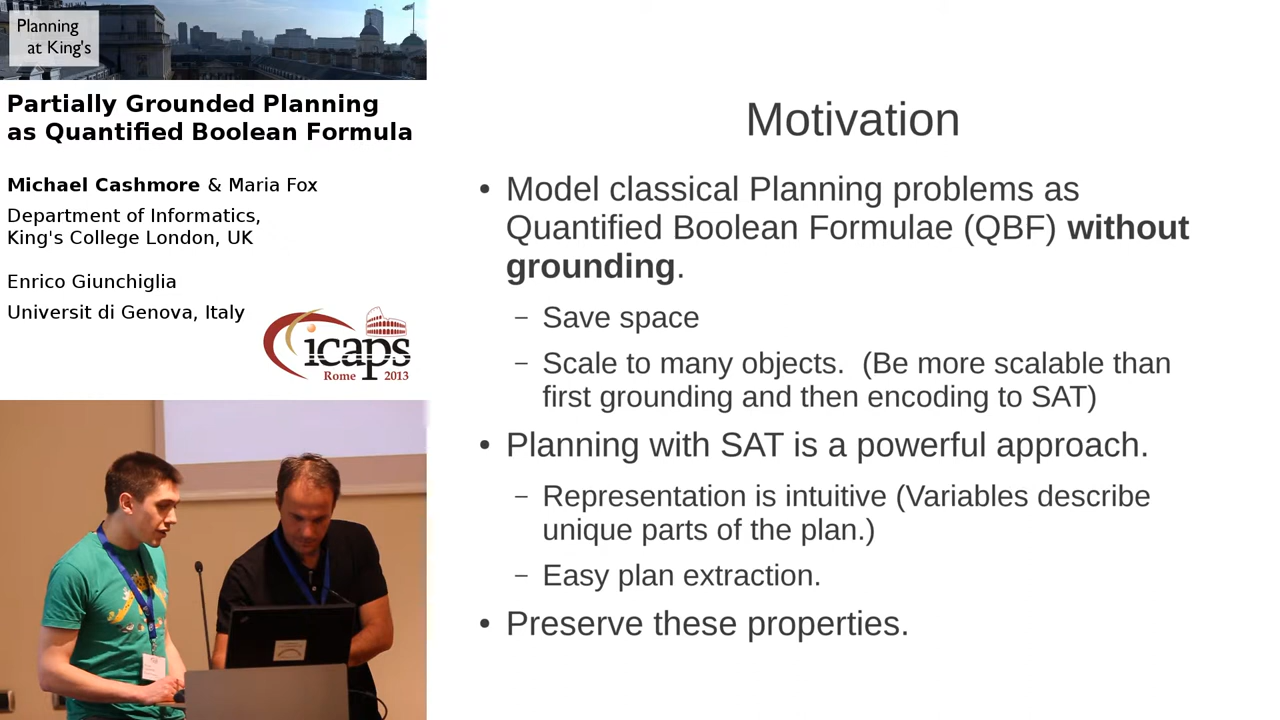 Planning
at King's
Partially Grounded Planning
as Quantified Boolean Formula
Michael Cashmore & Maria Fox
Department of Informatics,
King's College London, UK
Enrico Giunchiglia
Universit di Genova, Italy
icaps
Rome 2013
Motivation
• Model classical Planning problems as
Quantified Boolean Formulae (QBF) without
grounding.
– Save space
– Scale to many objects. (Be more scalable than
first grounding and then encoding to SAT)
• Planning with SAT is a powerful approach.
– Representation is intuitive (Variables describe
unique parts of the plan.)
– Easy plan extraction.
• Preserve these properties.